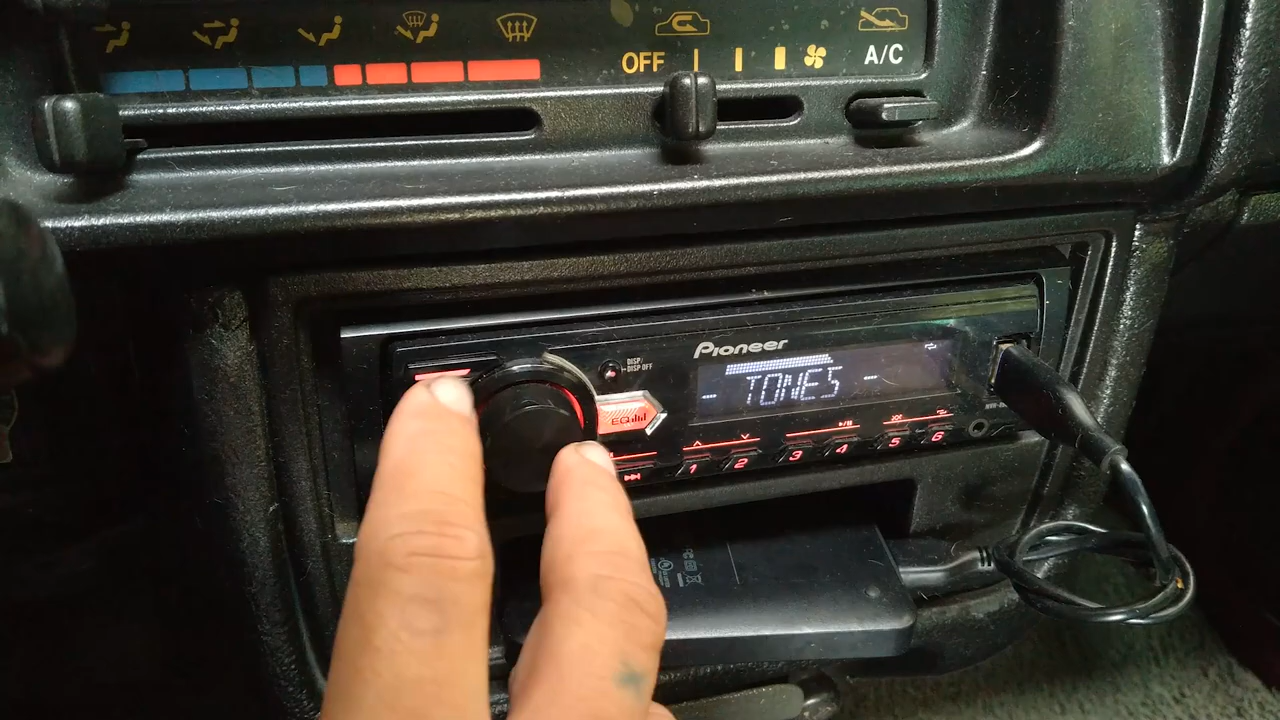 OFF
A/C
Pioneer
DISP/
DISP OFF
TONES
EQ
1 2 3 4 5 6